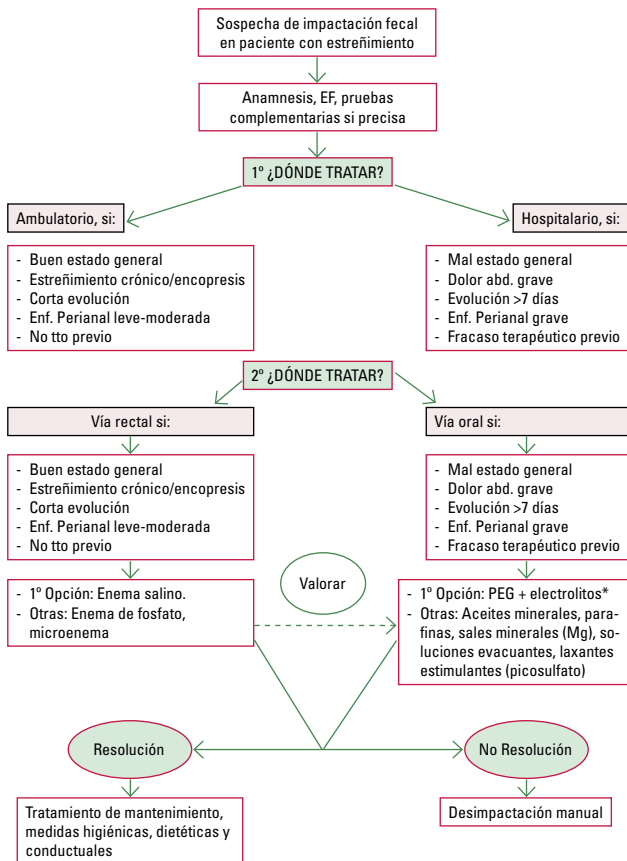 Sospecha de impactación fecal
en paciente con estreñimiento
Anamnesis, EF, pruebas
complementarias si precisa
1º ¿DÓNDE TRATAR?
Ambulatorio, si:
- Buen estado general
- Estreñimiento crónico/encopresis
- Corta evolución
- Enf. Perianal leve-moderada
- No tto previo
Hospitalario, si:
- Mal estado general
- Dolor abd. grave
- Evolución >7 días
- Enf. Perianal grave
- Fracaso terapéutico previo
2º ¿DÓNDE TRATAR?
Vía rectal si:
- Buen estado general
- Estreñimiento crónico/encopresis
- Corta evolución
- Enf. Perianal leve-moderada
- No tto previo
- 1º Opción: Enema salino.
- Otras: Enema de fosfato,
microenema
Valorar
Vía oral si:
- Mal estado general
- Dolor abd. grave
- Evolución >7 días
- Enf. Perianal grave
- Fracaso terapéutico previo
- 1º Opción: PEG + electrolitos*
- Otras: Aceites minerales, para-
finas, sales minerales (Mg), so-
luciones evacuantes, laxantes
estimulantes (picosulfato)
Resolución
Tratamiento de mantenimiento,
medidas higiénicas, dietéticas y
conductuales
No Resolución
Desimpactación manual